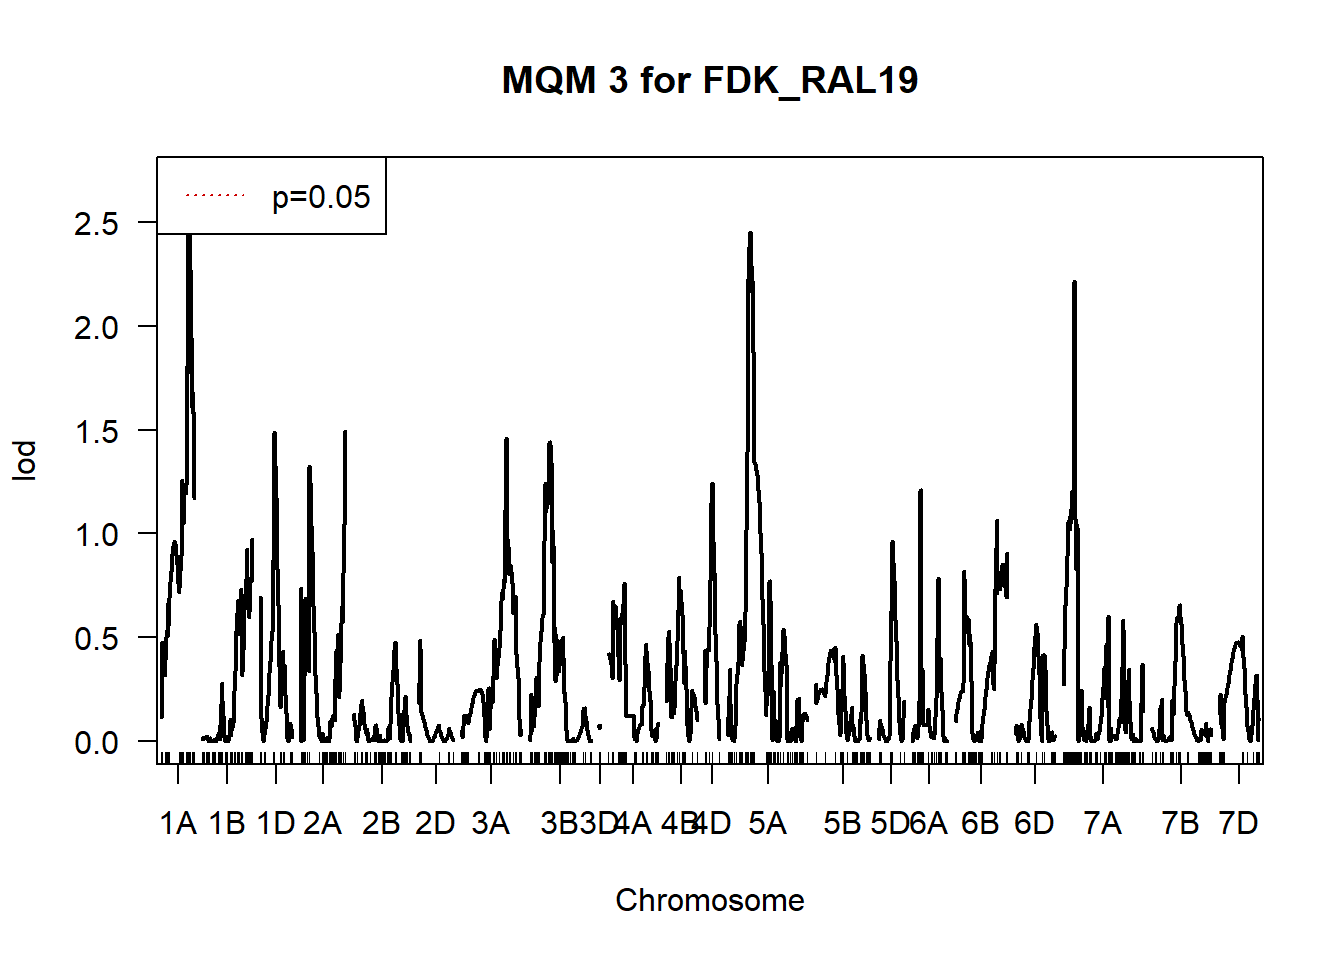 MQM 3 for FDK_RAL19
p=0.05
2.5
2.0
1.5
1.0
0.5
0.0
lod
1A 1B 1D 2A 2B 2D 3A 3B 3D 4A 4B 4D 5A 5B 5D 6A 6B 6D 7A 7B 7D
Chromosome